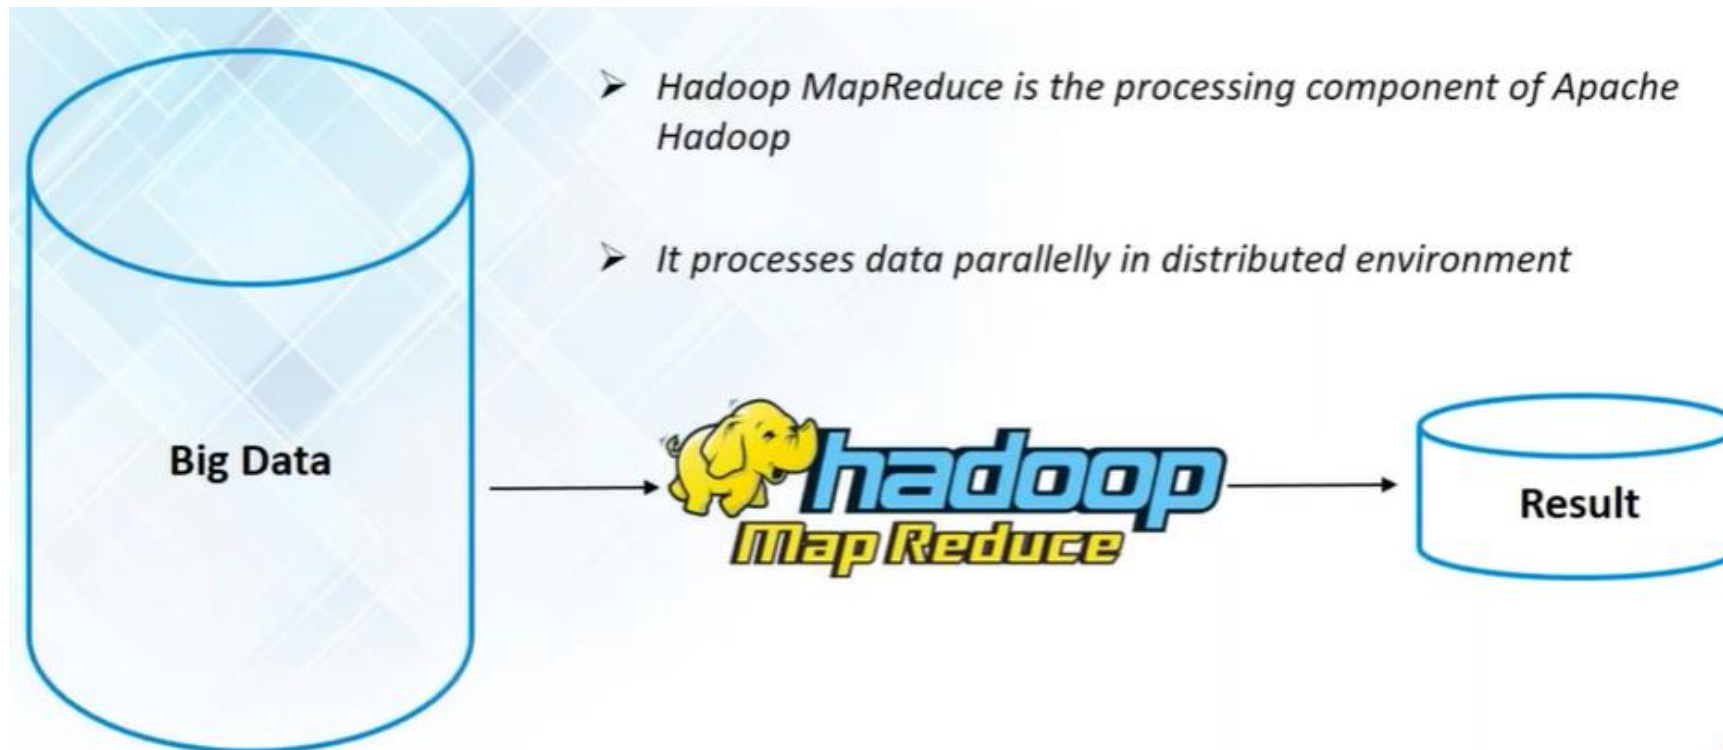 ➢ Hadoop MapReduce is the processing component of Apache
Hadoop
➢ It processes data parallelly in distributed environment
Big Data
hadoop
Map Reduce
Result